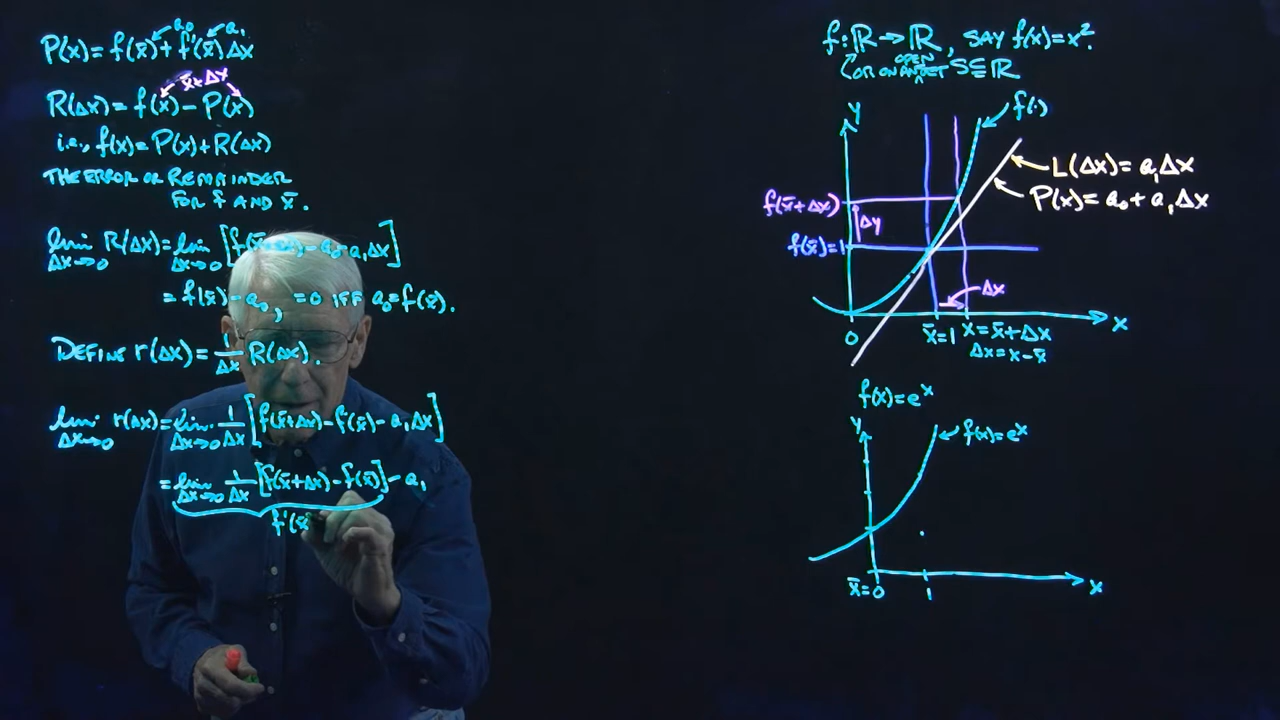 a₀ a₁
P(x) = f(x̄) + f'(x̄) Δx
x̄+Δx
R(Δx) = f(x) − P(x)
i.e., f(x) = P(x) + R(Δx)
THE ERROR OR REMAINDER
FOR f AND x̄.
lim R(Δx) = lim [f(x̄+Δx) − a₀ − a₁Δx]
Δx→0 Δx→0
= f(x̄) − a₀, = 0 IFF a₀ = f(x̄).
DEFINE r(Δx) = 1/Δx R(Δx).
lim r(Δx) = lim 1/Δx [f(x̄+Δx) − f(x̄) − a₁Δx]
Δx→0 Δx→0
= lim 1/Δx [f(x̄+Δx) − f(x̄)] − a₁
Δx→0
f'(x̄
f: ℝ → ℝ, SAY f(x) = x².
OR ON AN OPEN SET S ⊆ ℝ
Y
f(·)
L(Δx) = a₁Δx
P(x) = a₀ + a₁Δx
f(x̄+Δx)
Δy
f(x̄)=1
Δx
X
0
x̄=1
x = x̄+Δx
Δx = x − x̄
f(x) = eˣ
Y
f(x) = eˣ
x̄=0
1
X